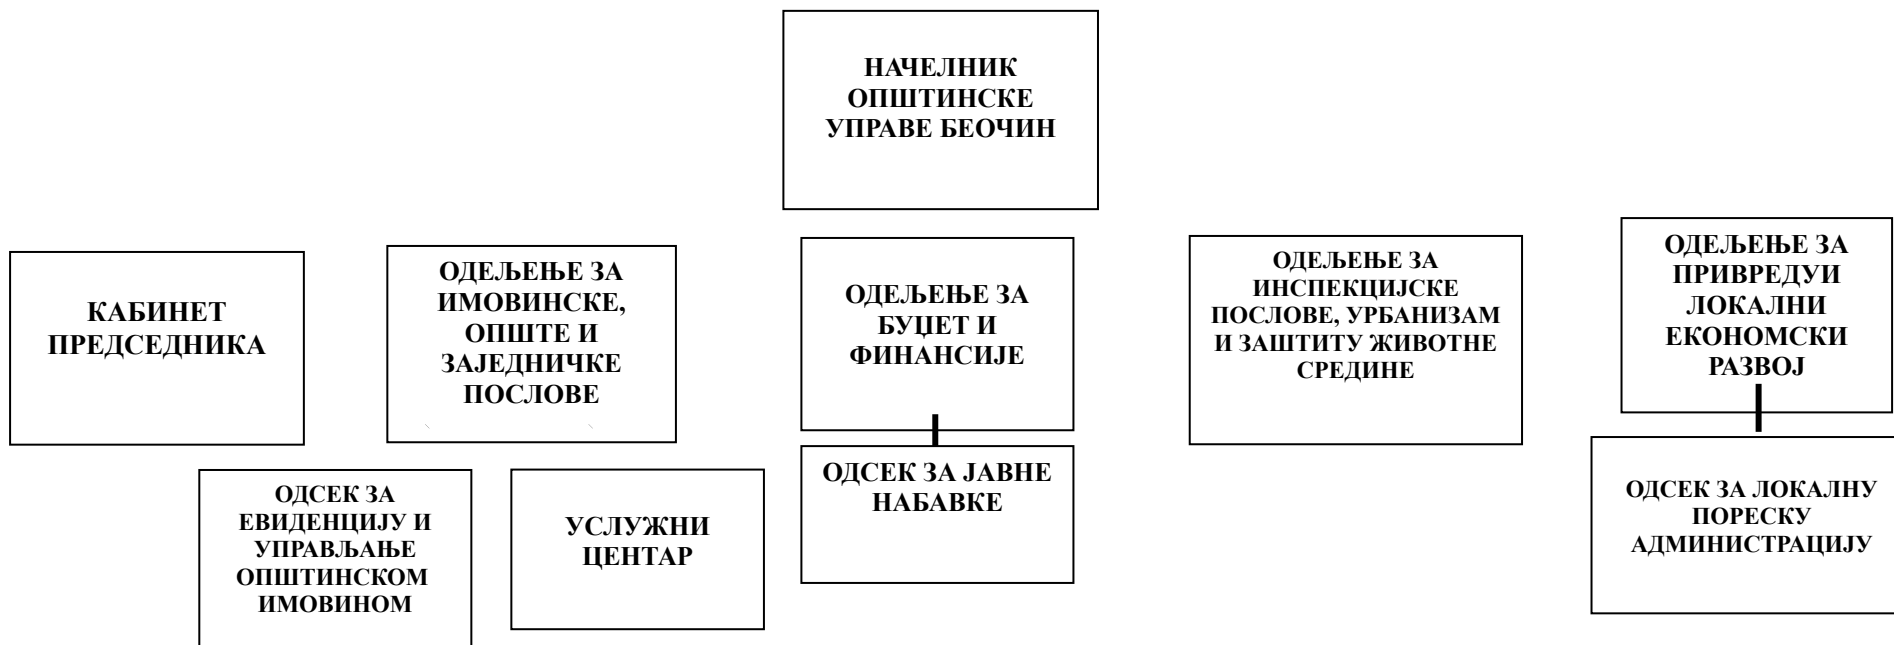 НАЧЕЛНИК
ОПШТИНСКЕ
УПРАВЕ БЕОЧИН
КАБИНЕТ
ПРЕДСЕДНИКА
ОДЕЉЕЊЕ ЗА
ИМОВИНСКЕ,
ОПШТЕ И
ЗАЈЕДНИЧКЕ
ПОСЛОВЕ
ОДЕЉЕЊЕ ЗА
БУЏЕТ И
ФИНАНСИЈЕ
ОДЕЉЕЊЕ ЗА
ИНСПЕКЦИЈСКЕ
ПОСЛОВЕ, УРБАНИЗАМ
И ЗАШТИТУ ЖИВОТНЕ
СРЕДИНЕ
ОДЕЉЕЊЕ ЗА
ПРИВРЕДУИ
ЛОКАЛНИ
ЕКОНОМСКИ
РАЗВОЈ
ОДСЕК ЗА
ЕВИДЕНЦИЈУ И
УПРАВЉАЊЕ
ОПШТИНСКОМ
ИМОВИНОМ
УСЛУЖНИ
ЦЕНТАР
ОДСЕК ЗА ЈАВНЕ
НАБАВКЕ
ОДСЕК ЗА ЛОКАЛНУ
ПОРЕСКУ
АДМИНИСТРАЦИЈУ